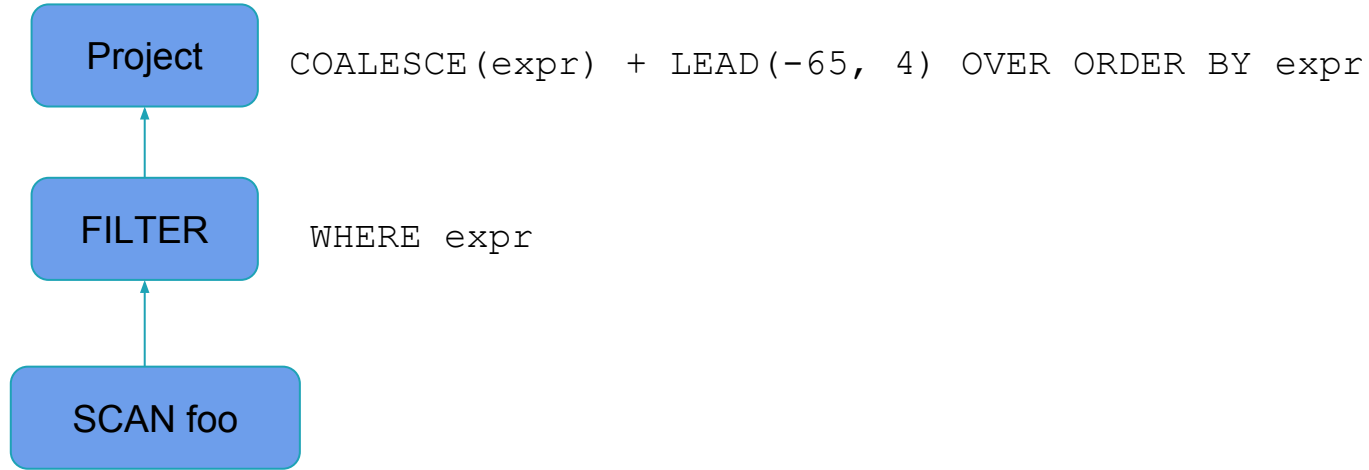 Project
COALESCE(expr) + LEAD(-65, 4) OVER ORDER BY expr
FILTER
WHERE expr
SCAN foo